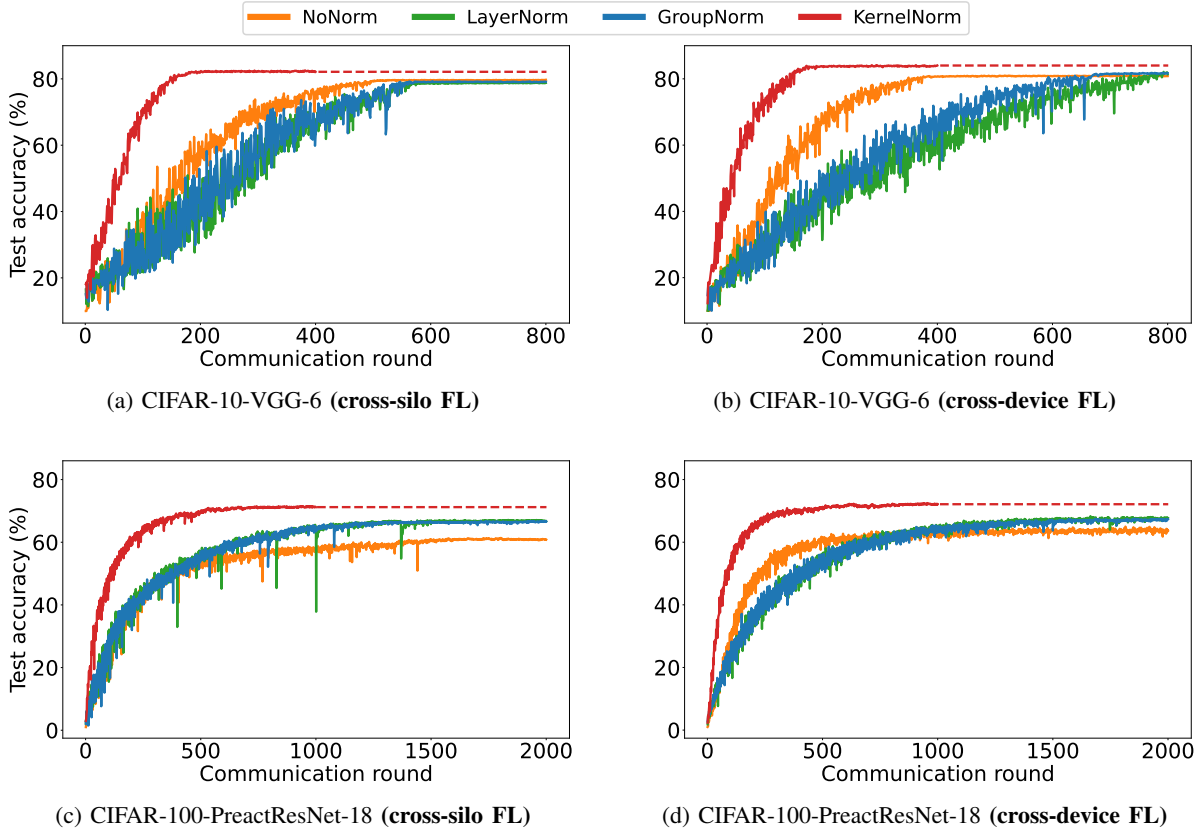 NoNorm LayerNorm GroupNorm KernelNorm
Test accuracy (%)
80
60
40
20
0 200 400 600 800
Communication round
(a) CIFAR-10-VGG-6 (cross-silo FL)
80
60
40
20
0 200 400 600 800
Communication round
(b) CIFAR-10-VGG-6 (cross-device FL)
Test accuracy (%)
80
60
40
20
0
0 500 1000 1500 2000
Communication round
(c) CIFAR-100-PreactResNet-18 (cross-silo FL)
80
60
40
20
0
0 500 1000 1500 2000
Communication round
(d) CIFAR-100-PreactResNet-18 (cross-device FL)